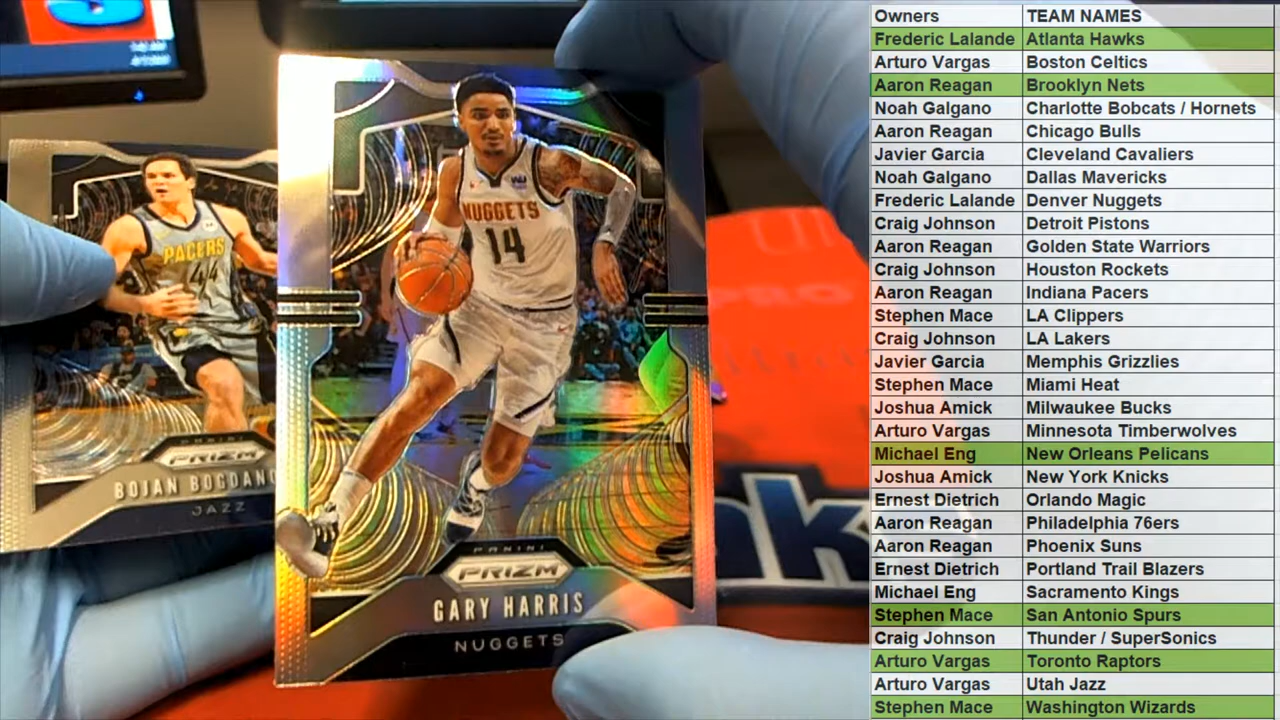 PACERS
44
PANINI
PRIZM
BOJAN BOGDANO
JAZZ
NUGGETS
14
PANINI
PRIZM
GARY HARRIS
NUGGETS
Owners TEAM NAMES
Frederic Lalande Atlanta Hawks
Arturo Vargas Boston Celtics
Aaron Reagan Brooklyn Nets
Noah Galgano Charlotte Bobcats / Hornets
Aaron Reagan Chicago Bulls
Javier Garcia Cleveland Cavaliers
Noah Galgano Dallas Mavericks
Frederic Lalande Denver Nuggets
Craig Johnson Detroit Pistons
Aaron Reagan Golden State Warriors
Craig Johnson Houston Rockets
Aaron Reagan Indiana Pacers
Stephen Mace LA Clippers
Craig Johnson LA Lakers
Javier Garcia Memphis Grizzlies
Stephen Mace Miami Heat
Joshua Amick Milwaukee Bucks
Arturo Vargas Minnesota Timberwolves
Michael Eng New Orleans Pelicans
Joshua Amick New York Knicks
Ernest Dietrich Orlando Magic
Aaron Reagan Philadelphia 76ers
Aaron Reagan Phoenix Suns
Ernest Dietrich Portland Trail Blazers
Michael Eng Sacramento Kings
Stephen Mace San Antonio Spurs
Craig Johnson Thunder / SuperSonics
Arturo Vargas Toronto Raptors
Arturo Vargas Utah Jazz
Stephen Mace Washington Wizards